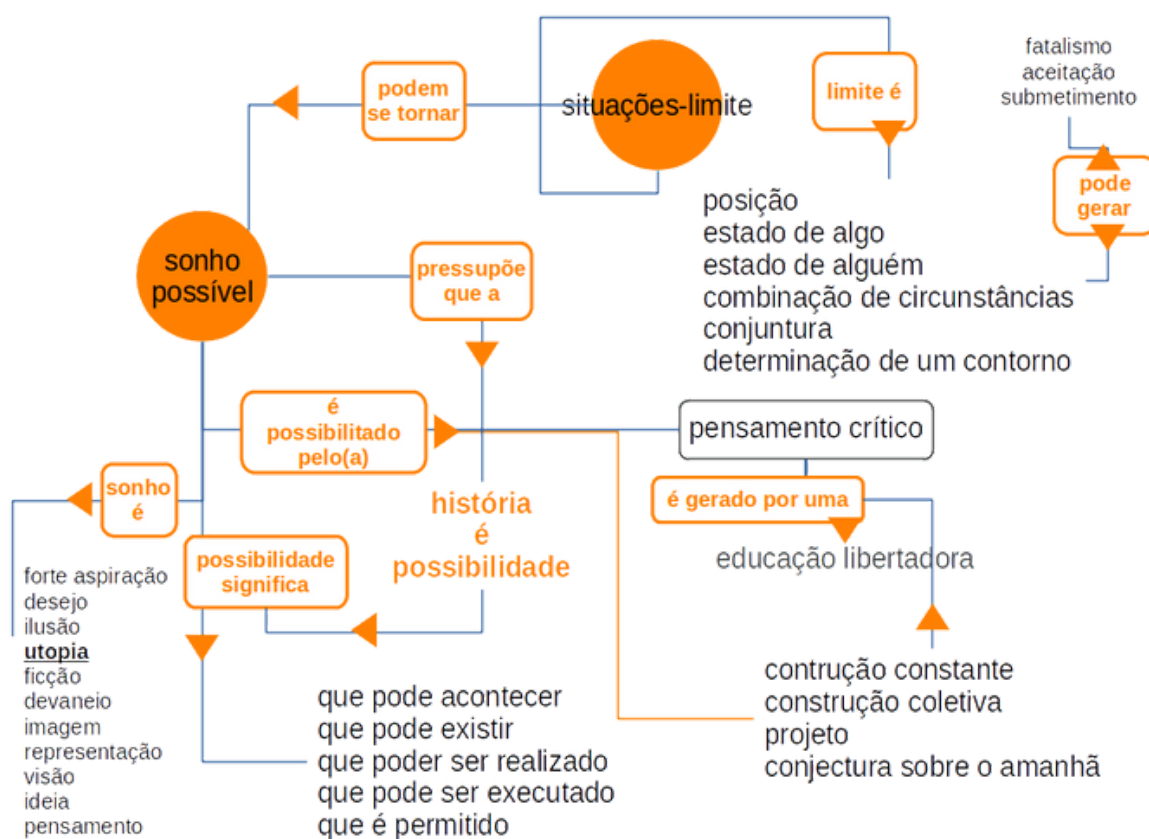 podem
se tornar
situações-limite
limite é
fatalismo
aceitação
submetimento
pode
gerar
posição
estado de algo
estado de alguém
combinação de circunstâncias
conjuntura
determinação de um contorno
sonho
possível
pressupõe
que a
é
possibilitado
pelo(a)
pensamento crítico
é gerado por uma
educação libertadora
sonho
é
história
é
possibilidade
possibilidade
significa
forte aspiração
desejo
ilusão
utopia
ficção
devaneio
imagem
representação
visão
ideia
pensamento
que pode acontecer
que pode existir
que poder ser realizado
que pode ser executado
que é permitido
contrução constante
construção coletiva
projeto
conjectura sobre o amanhã